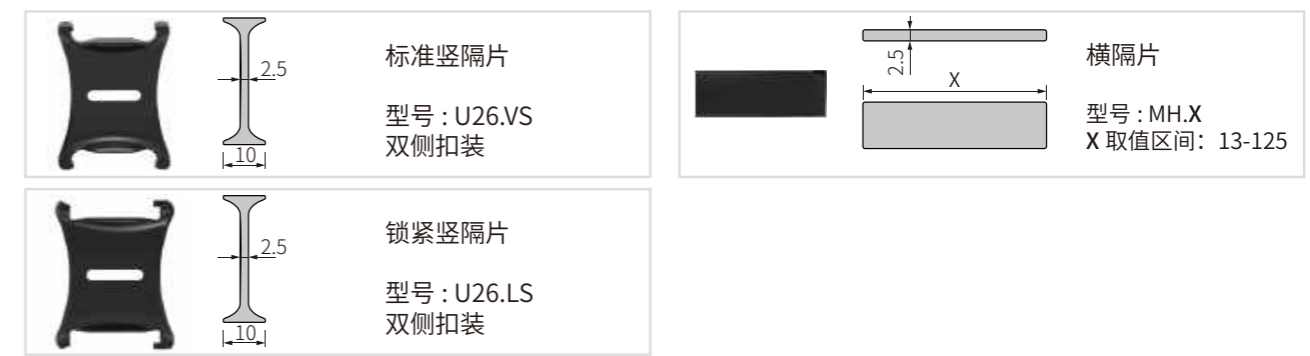 2.5
10
标准竖隔片
型号 : U26.VS
双侧扣装
2.5
X
横隔片
型号 : MH.X
X 取值区间：13-125
2.5
10
锁紧竖隔片
型号 : U26.LS
双侧扣装